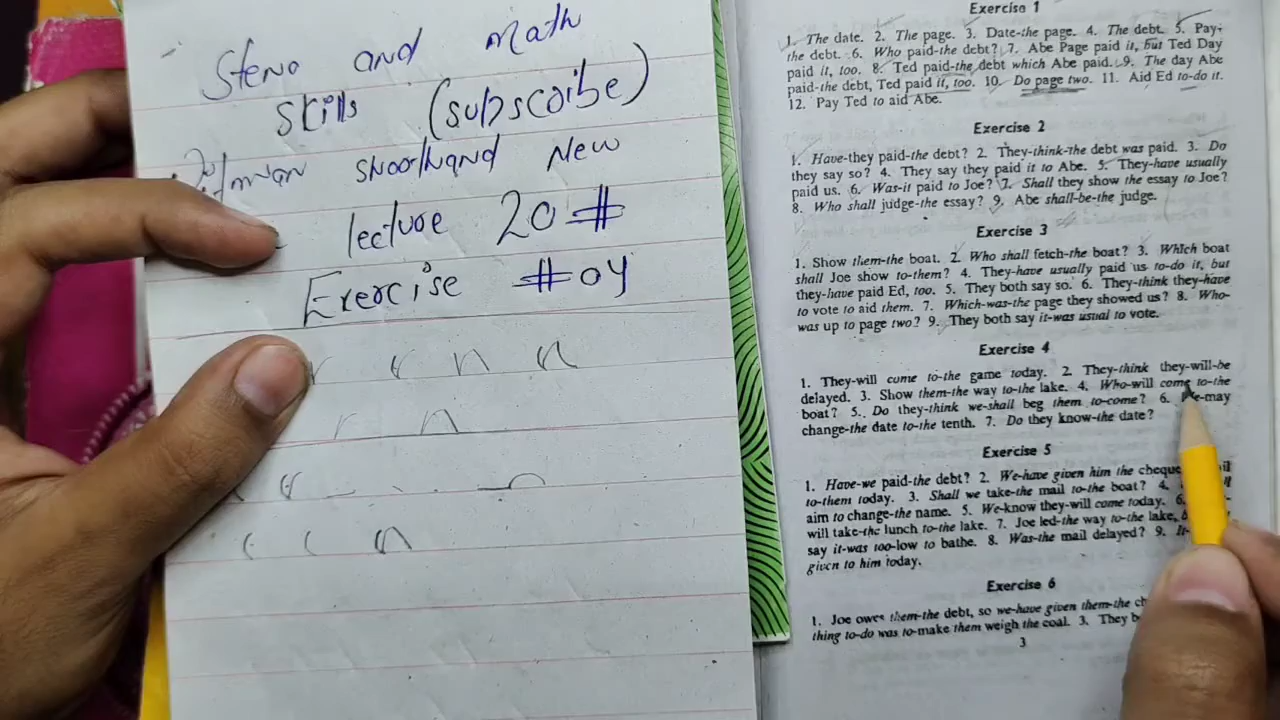 Steno and math
skills (subscribe)
Pitman shorthand New
lecture 20 #
Exercise #04
Exercise 1
1. The date. 2. The page. 3. Date-the page. 4. The debt. 5. Pay-
the debt. 6. Who paid-the debt? 7. Abe Page paid it, but Ted Day
paid it, too. 8. Ted paid-the debt which Abe paid. 9. The day Abe
paid-the debt, Ted paid it, too. 10. Do page two. 11. Aid Ed to-do it.
12. Pay Ted to aid Abe.
Exercise 2
1. Have-they paid-the debt? 2. They-think-the debt was paid. 3. Do
they say so? 4. They say they paid it to Abe. 5. They-have usually
paid us. 6. Was-it paid to Joe? 7. Shall they show the essay to Joe?
8. Who shall judge-the essay? 9. Abe shall-be-the judge.
Exercise 3
1. Show them-the boat. 2. Who shall fetch-the boat? 3. Which boat
shall Joe show to-them? 4. They-have usually paid us to-do it, but
they-have paid Ed, too. 5. They both say so. 6. They-think they-have
to vote to aid them. 7. Which-was-the page they showed us? 8. Who-
was up to page two? 9. They both say it-was usual to vote.
Exercise 4
1. They-will come to-the game today. 2. They-think they-will-be
delayed. 3. Show them-the way to-the lake. 4. Who-will come to-the
boat? 5. Do they-think we-shall beg them to-come? 6. We-may
change-the date to-the tenth. 7. Do they know-the date?
Exercise 5
1. Have-we paid-the debt? 2. We-have given him the cheque
to-them today. 3. Shall we take-the mail to-the boat? 4.
aim to change-the name. 5. We-know they-will come today. 6.
will take-the lunch to-the lake. 7. Joe led-the way to-the lake,
say it-was too-low to bathe. 8. Was-the mail delayed? 9. It-
given to him today.
Exercise 6
1. Joe owes them-the debt, so we-have given them-the
thing to-do was to-make them weigh the coal. 3. They
3